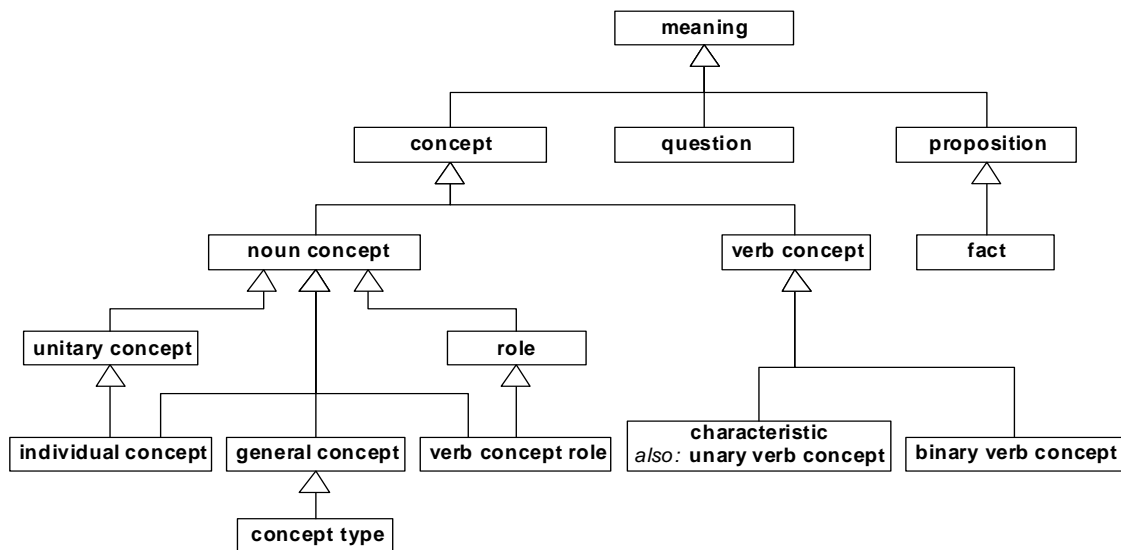 meaning
concept
question
proposition
noun concept
verb concept
fact
unitary concept
role
individual concept
general concept
verb concept role
characteristic
also: unary verb concept
binary verb concept
concept type